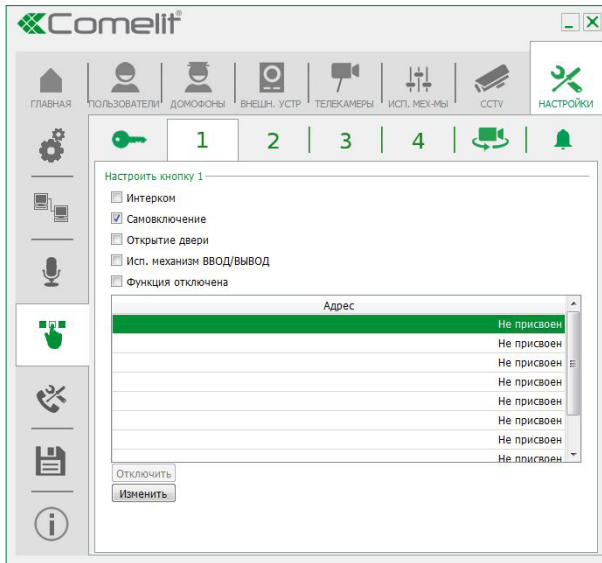 Comelit®
ГЛАВНАЯ ПОЛЬЗОВАТЕЛИ ДОМОФОНЫ ВНЕШН. УСТР ТЕЛЕКАМЕРЫ ИСП. МЕХ-МЫ CCTV НАСТРОЙКИ
1 2 3 4
Настроить кнопку 1
Интерком
Самовключение
Открытие двери
Исп. механизм ВВОД/ВЫВОД
Функция отключена
Адрес
Не присвоен
Не присвоен
Не присвоен
Не присвоен
Не присвоен
Не присвоен
Не присвоен
Не присвоен
Отключить
Изменить